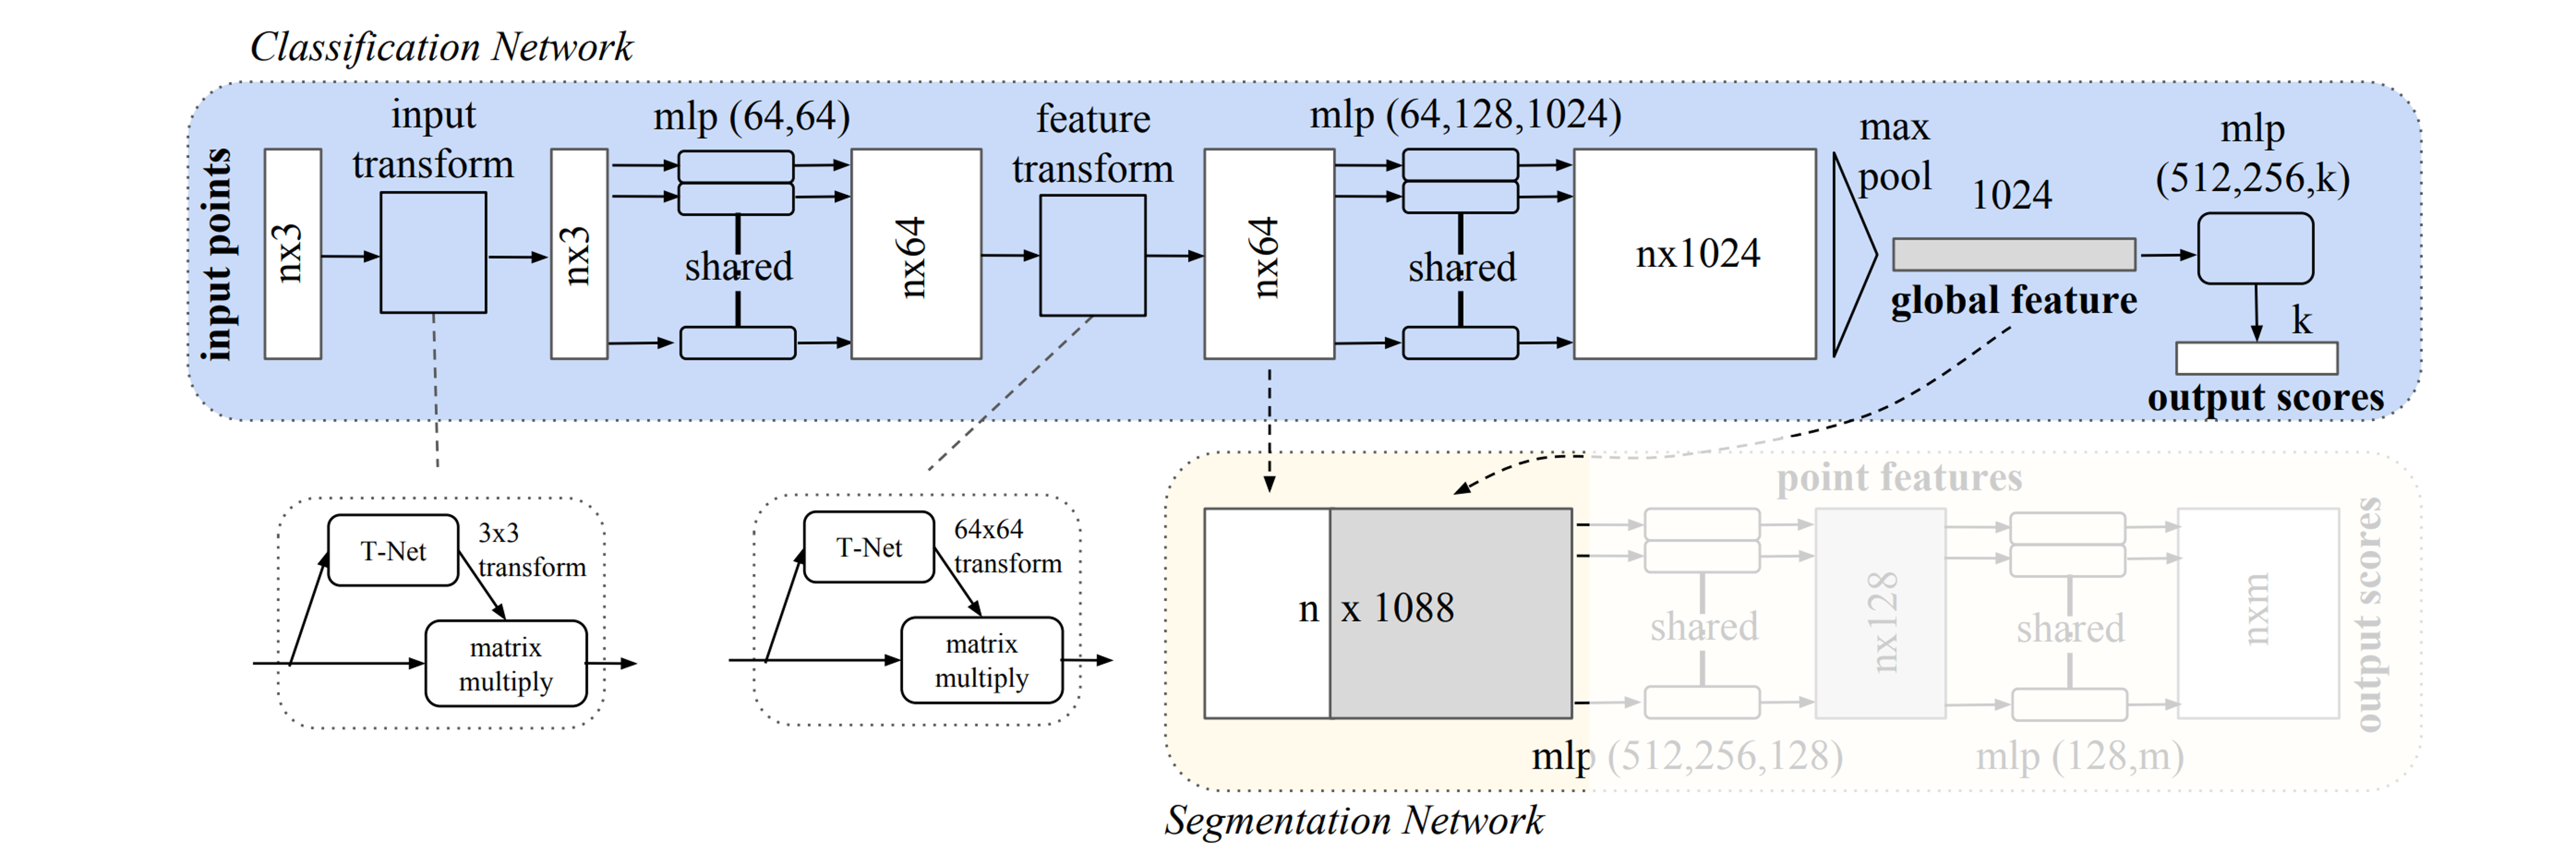 Classification Network
input points
nx3
input
transform
nx3
mlp (64,64)
shared
nx64
feature
transform
nx64
mlp (64,128,1024)
shared
nx1024
max
pool
1024
global feature
mlp
(512,256,k)
k
output scores
T-Net
3x3
transform
matrix
multiply
T-Net
64x64
transform
matrix
multiply
n x 1088
point features
shared
nx128
shared
nxm
output scores
mlp (512,256,128)
mlp (128,m)
Segmentation Network